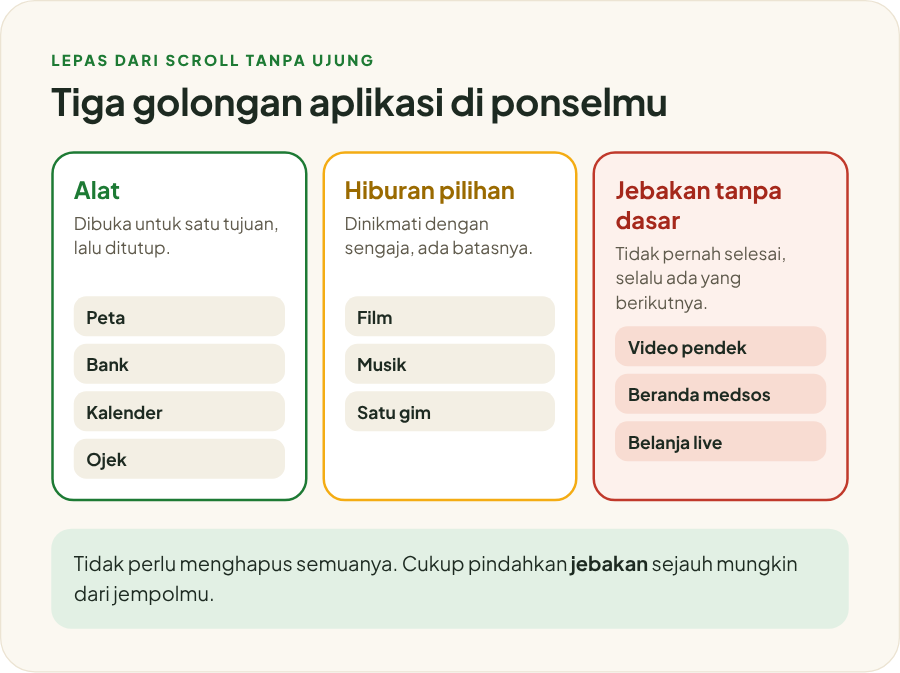 LEPAS DARI SCROLL TANPA UJUNG
Tiga golongan aplikasi di ponselmu
Alat
Dibuka untuk satu tujuan,
lalu ditutup.
Peta
Bank
Kalender
Ojek
Hiburan pilihan
Dinikmati dengan
sengaja, ada batasnya.
Film
Musik
Satu gim
Jebakan tanpa
dasar
Tidak pernah selesai,
selalu ada yang
berikutnya.
Video pendek
Beranda medsos
Belanja live
Tidak perlu menghapus semuanya. Cukup pindahkan jebakan sejauh mungkin
dari jempolmu.